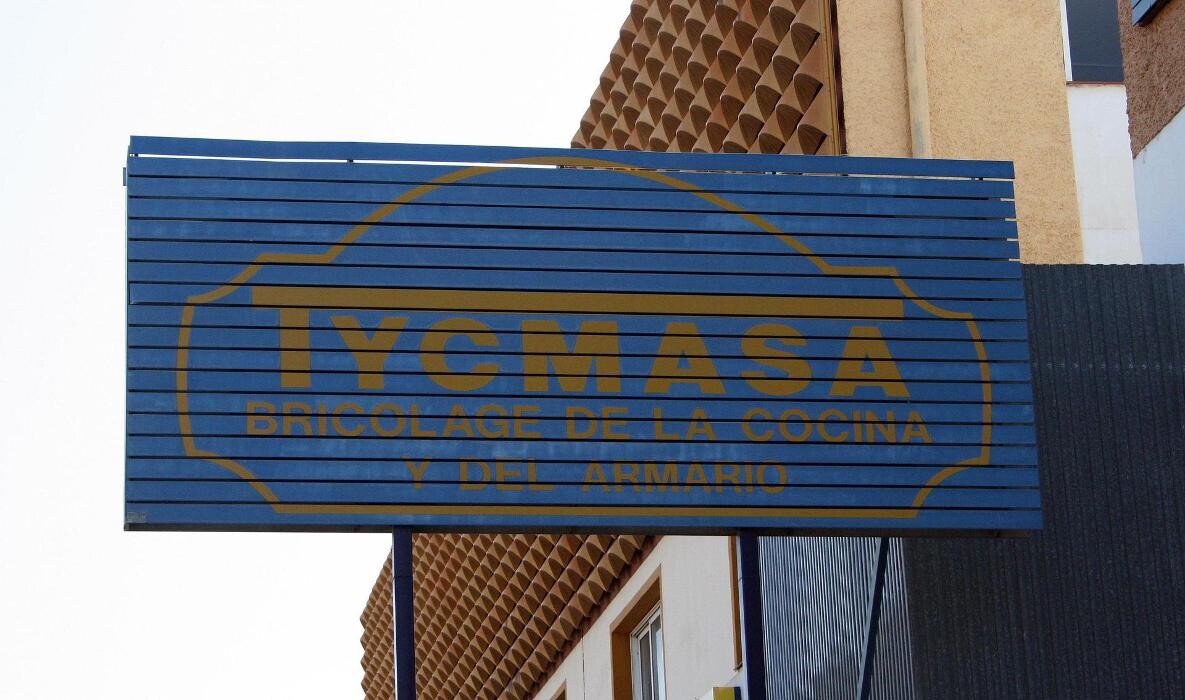 TYCMASA
BRICOLAGE DE LA COCINA
Y DEL ARMARIO